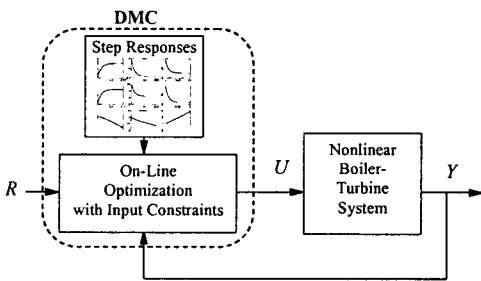 DMC
Step Responses
R
On-Line
Optimization
with Input Constraints
U
Nonlinear
Boiler-
Turbine
System
Y